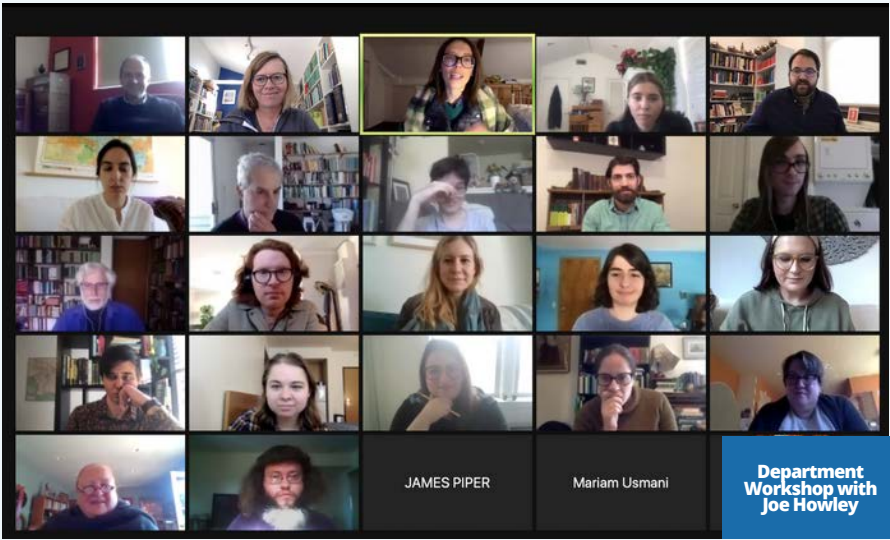 JAMES PIPER
Mariam Usmani
Department
Workshop with
Joe Howley